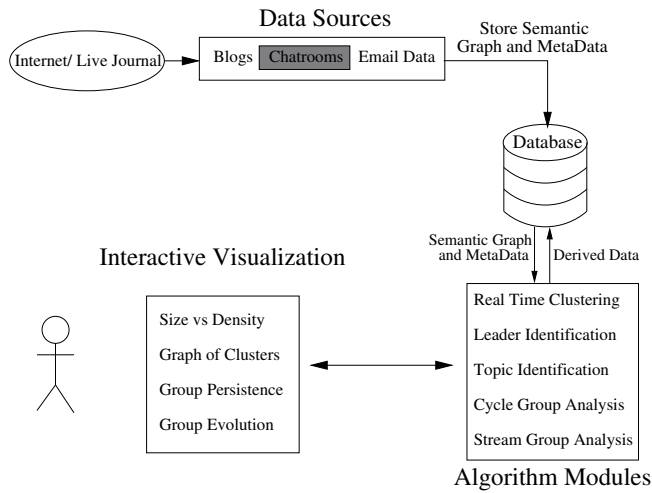 Data Sources
Internet/ Live Journal
Blogs Chatrooms Email Data
Store Semantic
Graph and MetaData
Database
Semantic Graph
and MetaData
Derived Data
Interactive Visualization
Size vs Density
Graph of Clusters
Group Persistence
Group Evolution
Real Time Clustering
Leader Identification
Topic Identification
Cycle Group Analysis
Stream Group Analysis
Algorithm Modules